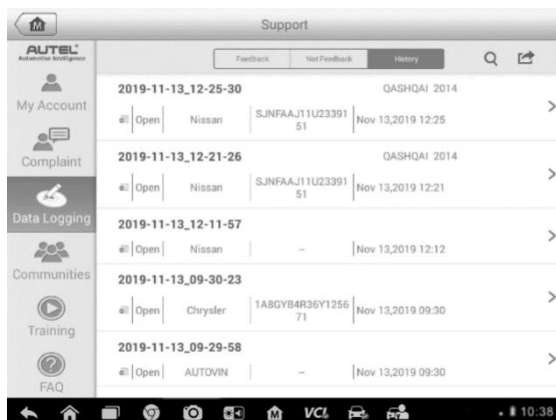 Support
AUTEL
Automotive Intelligence
Feedback
Not Feedback
History
My Account
Complaint
Data Logging
Communities
Training
FAQ
2019-11-13_12-25-30
QASHQAI 2014
Open
Nissan
SJNFAAJ11U23391
51
Nov 13,2019 12:25
2019-11-13_12-21-26
QASHQAI 2014
Open
Nissan
SJNFAAJ11U23391
51
Nov 13,2019 12:21
2019-11-13_12-11-57
Open
Nissan
--
Nov 13,2019 12:12
2019-11-13_09-30-23
Open
Chrysler
1A8GYB4R36Y1256
71
Nov 13,2019 09:30
2019-11-13_09-29-58
Open
AUTOVIN
--
Nov 13,2019 09:30
M
VCI
10:38